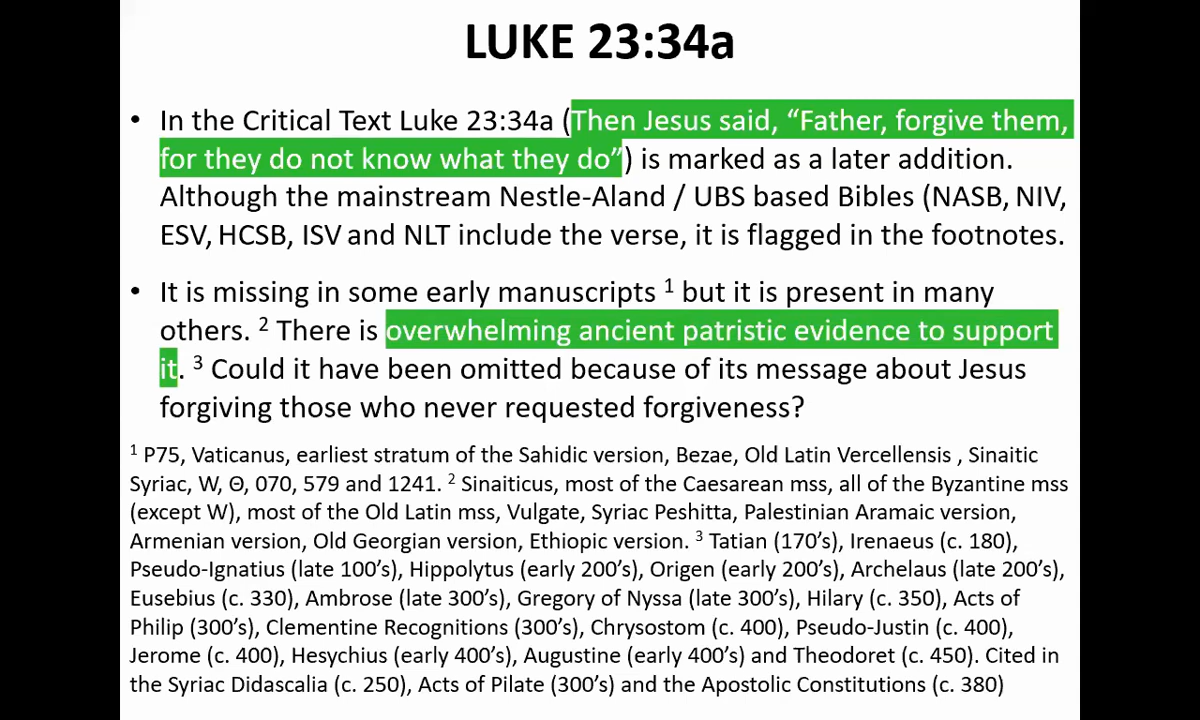 LUKE 23:34a
• In the Critical Text Luke 23:34a (Then Jesus said, “Father, forgive them,
for they do not know what they do”) is marked as a later addition.
Although the mainstream Nestle-Aland / UBS based Bibles (NASB, NIV,
ESV, HCSB, ISV and NLT include the verse, it is flagged in the footnotes.
• It is missing in some early manuscripts ¹ but it is present in many
others. ² There is overwhelming ancient patristic evidence to support
it. ³ Could it have been omitted because of its message about Jesus
forgiving those who never requested forgiveness?
¹ P75, Vaticanus, earliest stratum of the Sahidic version, Bezae, Old Latin Vercellensis , Sinaitic
Syriac, W, Θ, 070, 579 and 1241. ² Sinaiticus, most of the Caesarean mss, all of the Byzantine mss
(except W), most of the Old Latin mss, Vulgate, Syriac Peshitta, Palestinian Aramaic version,
Armenian version, Old Georgian version, Ethiopic version. ³ Tatian (170’s), Irenaeus (c. 180),
Pseudo-Ignatius (late 100’s), Hippolytus (early 200’s), Origen (early 200’s), Archelaus (late 200’s),
Eusebius (c. 330), Ambrose (late 300’s), Gregory of Nyssa (late 300’s), Hilary (c. 350), Acts of
Philip (300’s), Clementine Recognitions (300’s), Chrysostom (c. 400), Pseudo-Justin (c. 400),
Jerome (c. 400), Hesychius (early 400’s), Augustine (early 400’s) and Theodoret (c. 450). Cited in
the Syriac Didascalia (c. 250), Acts of Pilate (300’s) and the Apostolic Constitutions (c. 380)